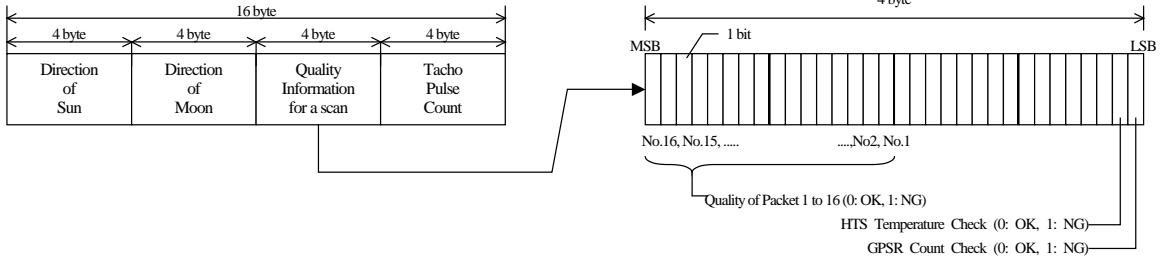 16 byte
4 byte 4 byte 4 byte 4 byte
Direction of Sun
Direction of Moon
Quality Information for a scan
Tacho Pulse Count
4 byte
MSB 1 bit LSB
No.16, No.15, ..... ....,No2, No.1
Quality of Packet 1 to 16 (0: OK, 1: NG)
HTS Temperature Check (0: OK, 1: NG)
GPSR Count Check (0: OK, 1: NG)